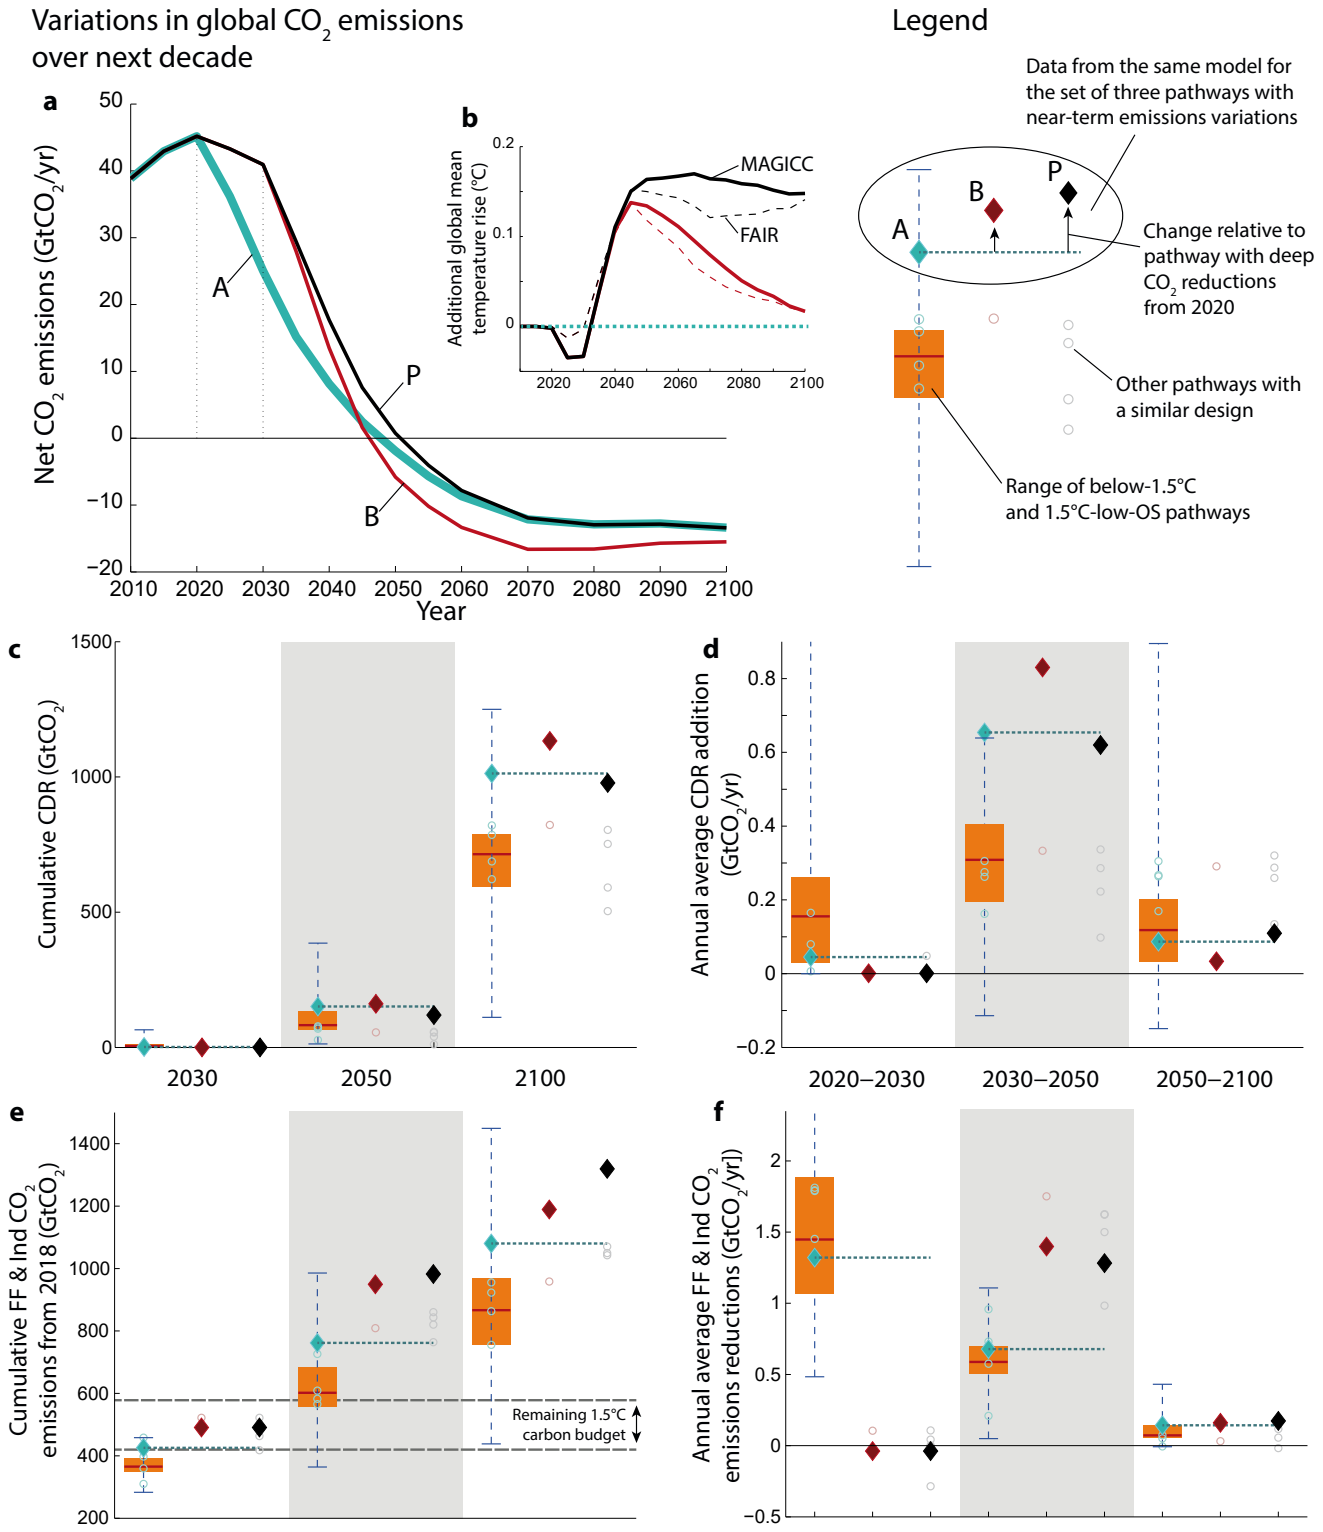 Variations in global CO2 emissions
over next decade
Legend
a
50
40
30
20
10
0
−10
−20
Net CO2 emissions (GtCO2/yr)
A
P
B
2010 2020 2030 2040 2050 2060 2070 2080 2090 2100
Year
b
0.2
0.1
0
Additional global mean
temperature rise (°C)
MAGICC
FAIR
2020 2040 2060 2080 2100
Data from the same model for
the set of three pathways with
near-term emissions variations
A
B
P
Change relative to
pathway with deep
CO2 reductions
from 2020
Other pathways with
a similar design
Range of below-1.5°C
and 1.5°C-low-OS pathways
c
1500
1000
500
0
Cumulative CDR (GtCO2)
2030 2050 2100
d
0.8
0.6
0.4
0.2
0
−0.2
Annual average CDR addition
(GtCO2/yr)
2020−2030 2030−2050 2050−2100
e
1400
1200
1000
800
600
400
200
Cumulative FF & Ind CO2
emissions from 2018 (GtCO2)
Remaining 1.5°C
carbon budget
f
2
1.5
1
0.5
0
−0.5
Annual average FF & Ind CO2
emissions reductions (GtCO2/yr])